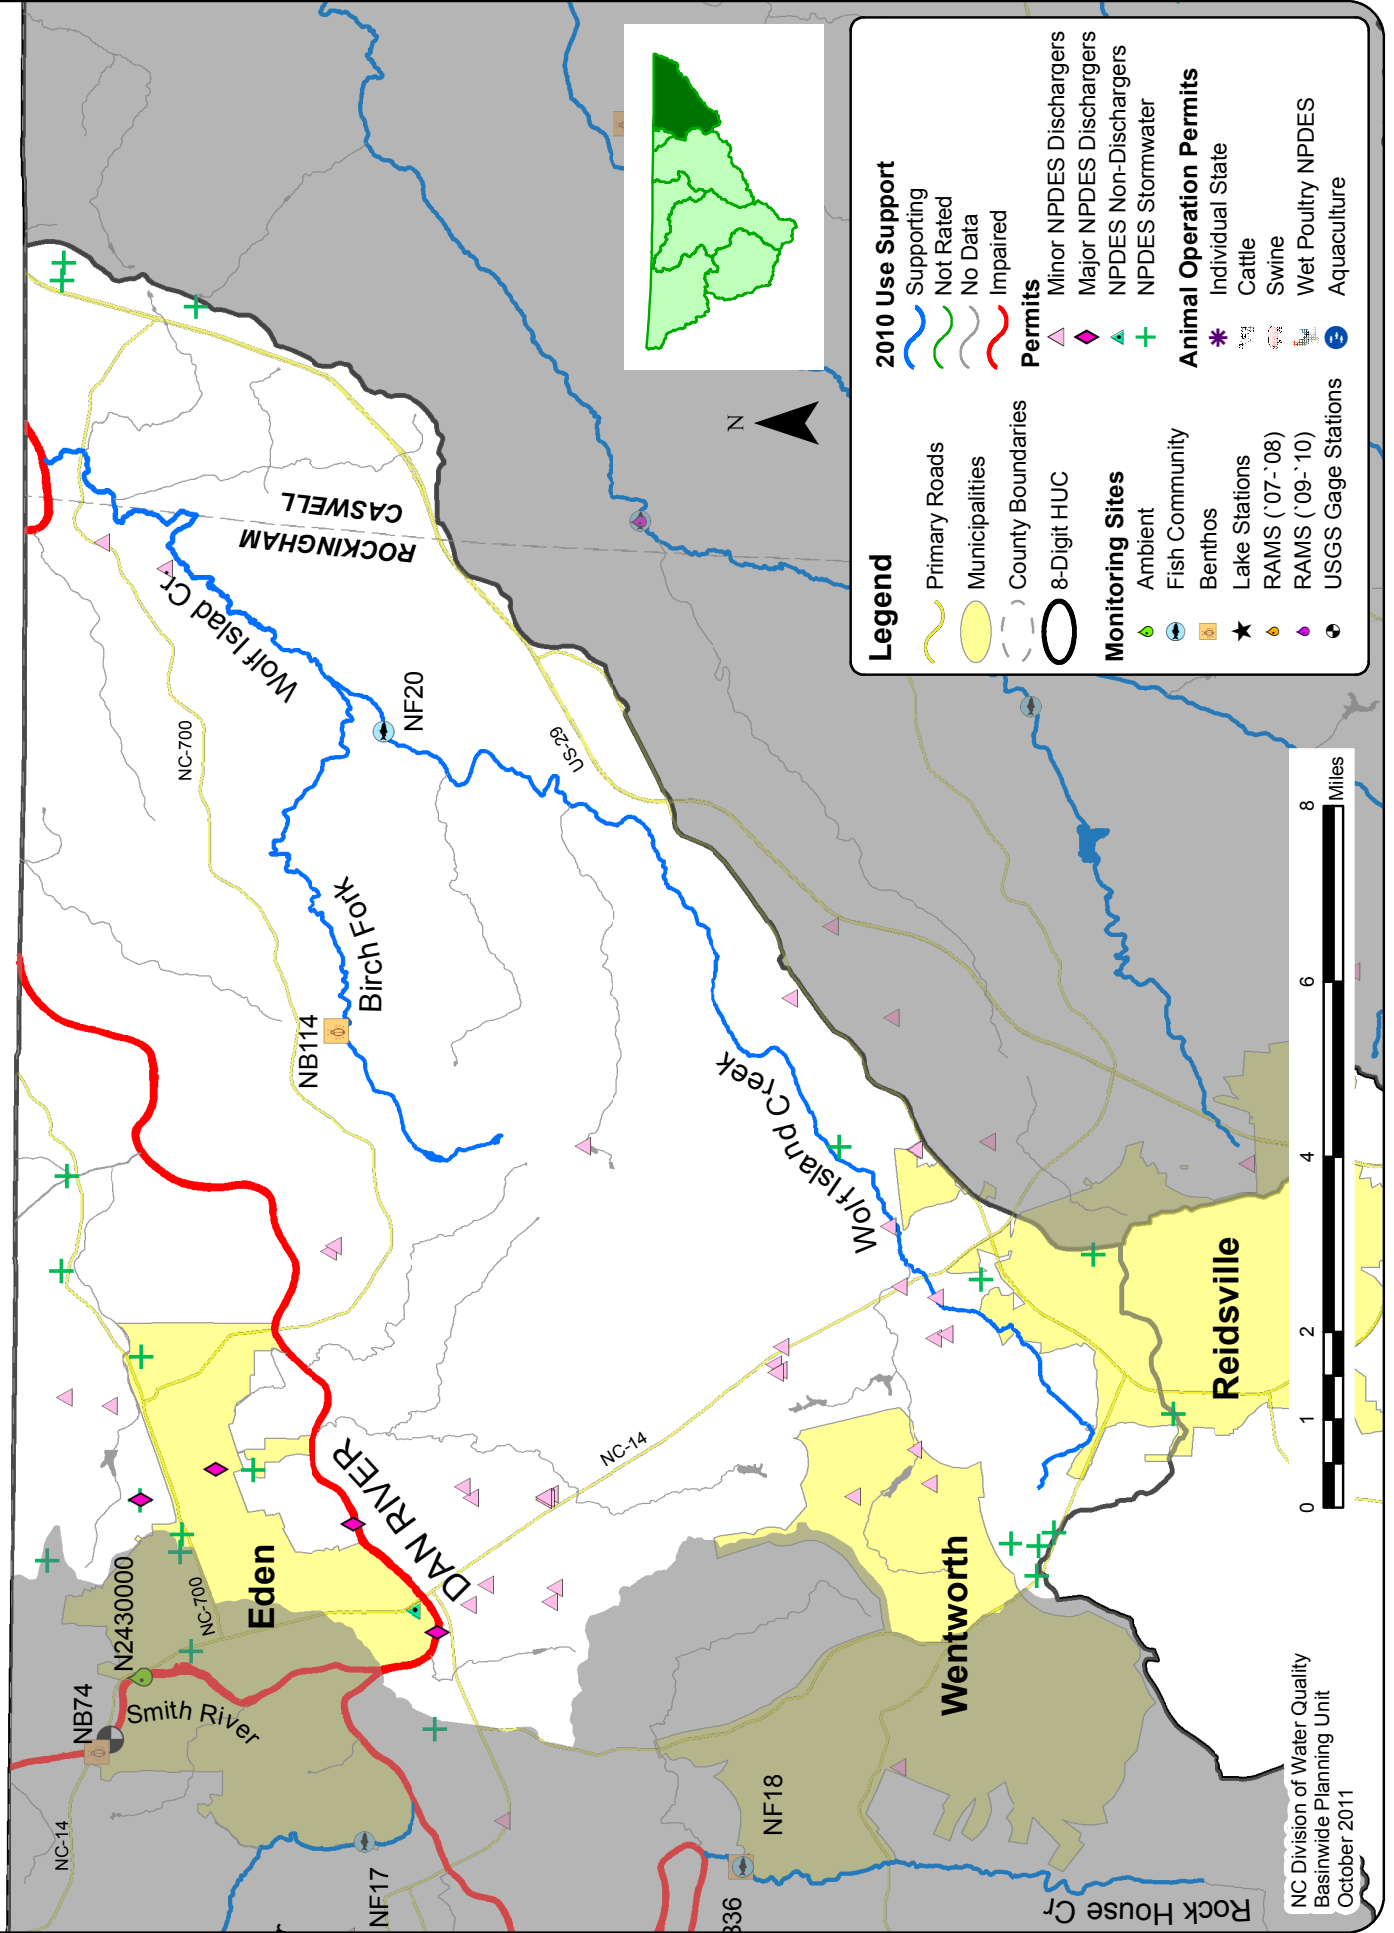 NC-14
NB74
N2430000
Smith River
NC-700
Eden
DAN RIVER
NF17
NC-14
NF18
336
Rock House Cr
Wentworth
Reidsville
Wolf Island Creek
NB114
Birch Fork
NC-700
NF20
US-29
Wolf Islad Cr.
ROCKINGHAM
CASWELL
N
NC Division of Water Quality
Basinwide Planning Unit
October 2011
0
1
2
4
6
8
Miles
Legend
Primary Roads
Municipalities
County Boundaries
8-Digit HUC
Monitoring Sites
Ambient
Fish Community
Benthos
Lake Stations
RAMS (`07-`08)
RAMS (`09-`10)
USGS Gage Stations
2010 Use Support
Supporting
Not Rated
No Data
Impaired
Permits
Minor NPDES Dischargers
Major NPDES Dischargers
NPDES Non-Dischargers
NPDES Stormwater
Animal Operation Permits
Individual State
Cattle
Swine
Wet Poultry NPDES
Aquaculture